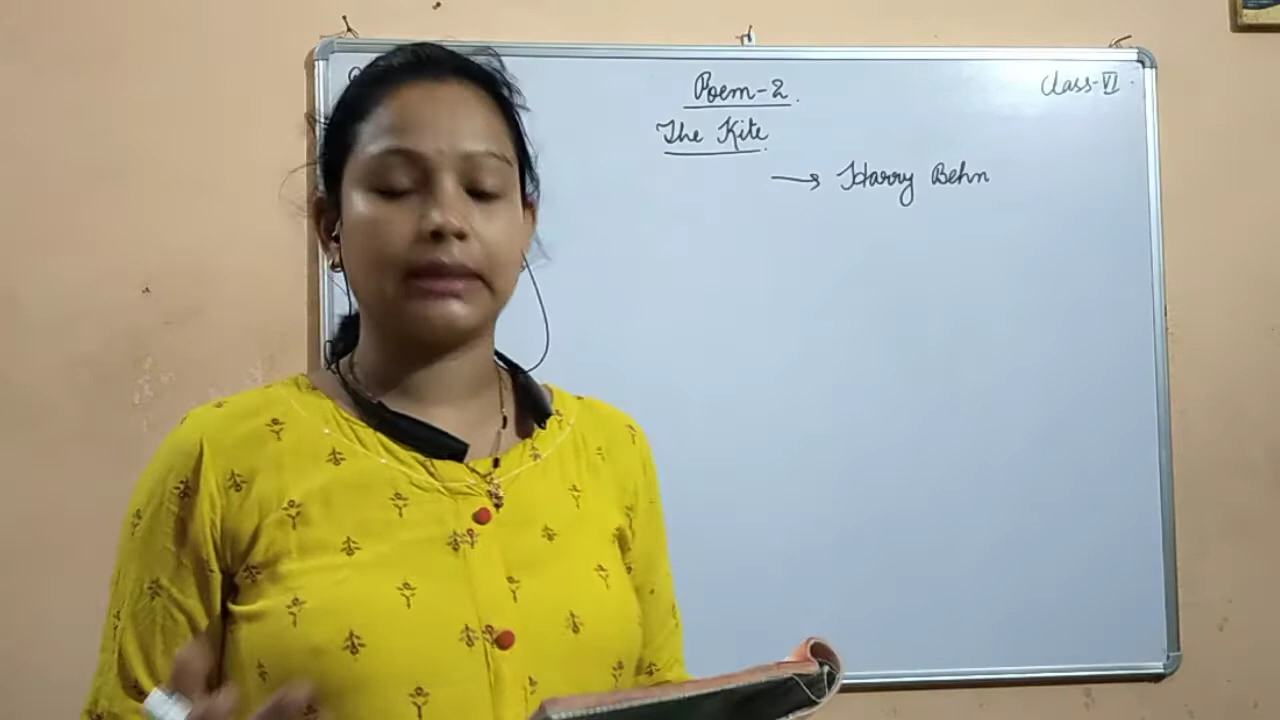 Poem-2.
Class-VI
The Kite
→ Harry Behn